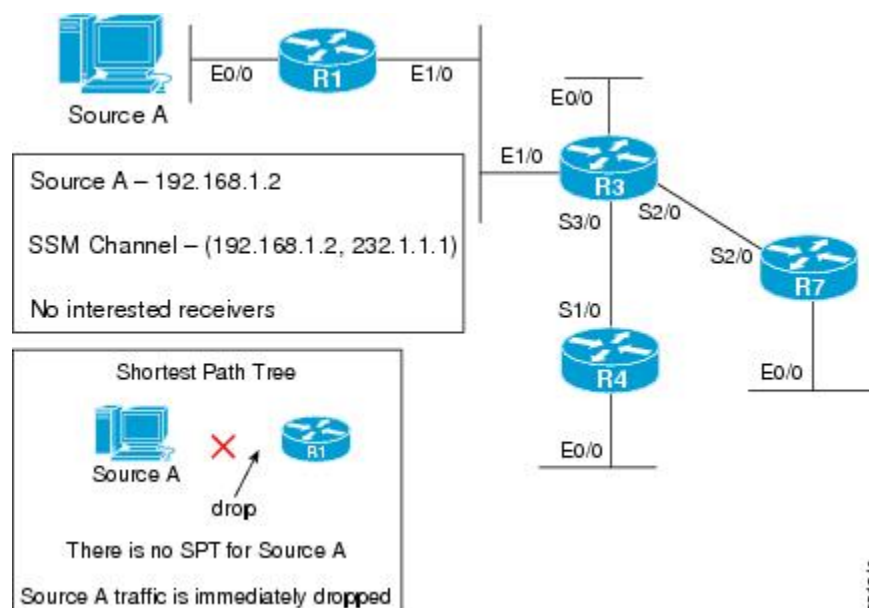 E0/0
R1
E1/0
Source A
E0/0
E1/0
R3
S3/0
S2/0
S2/0
R7
S1/0
R4
E0/0
E0/0
Source A – 192.168.1.2
SSM Channel – (192.168.1.2, 232.1.1.1)
No interested receivers
Shortest Path Tree
R1
Source A
drop
There is no SPT for Source A
Source A traffic is immediately dropped